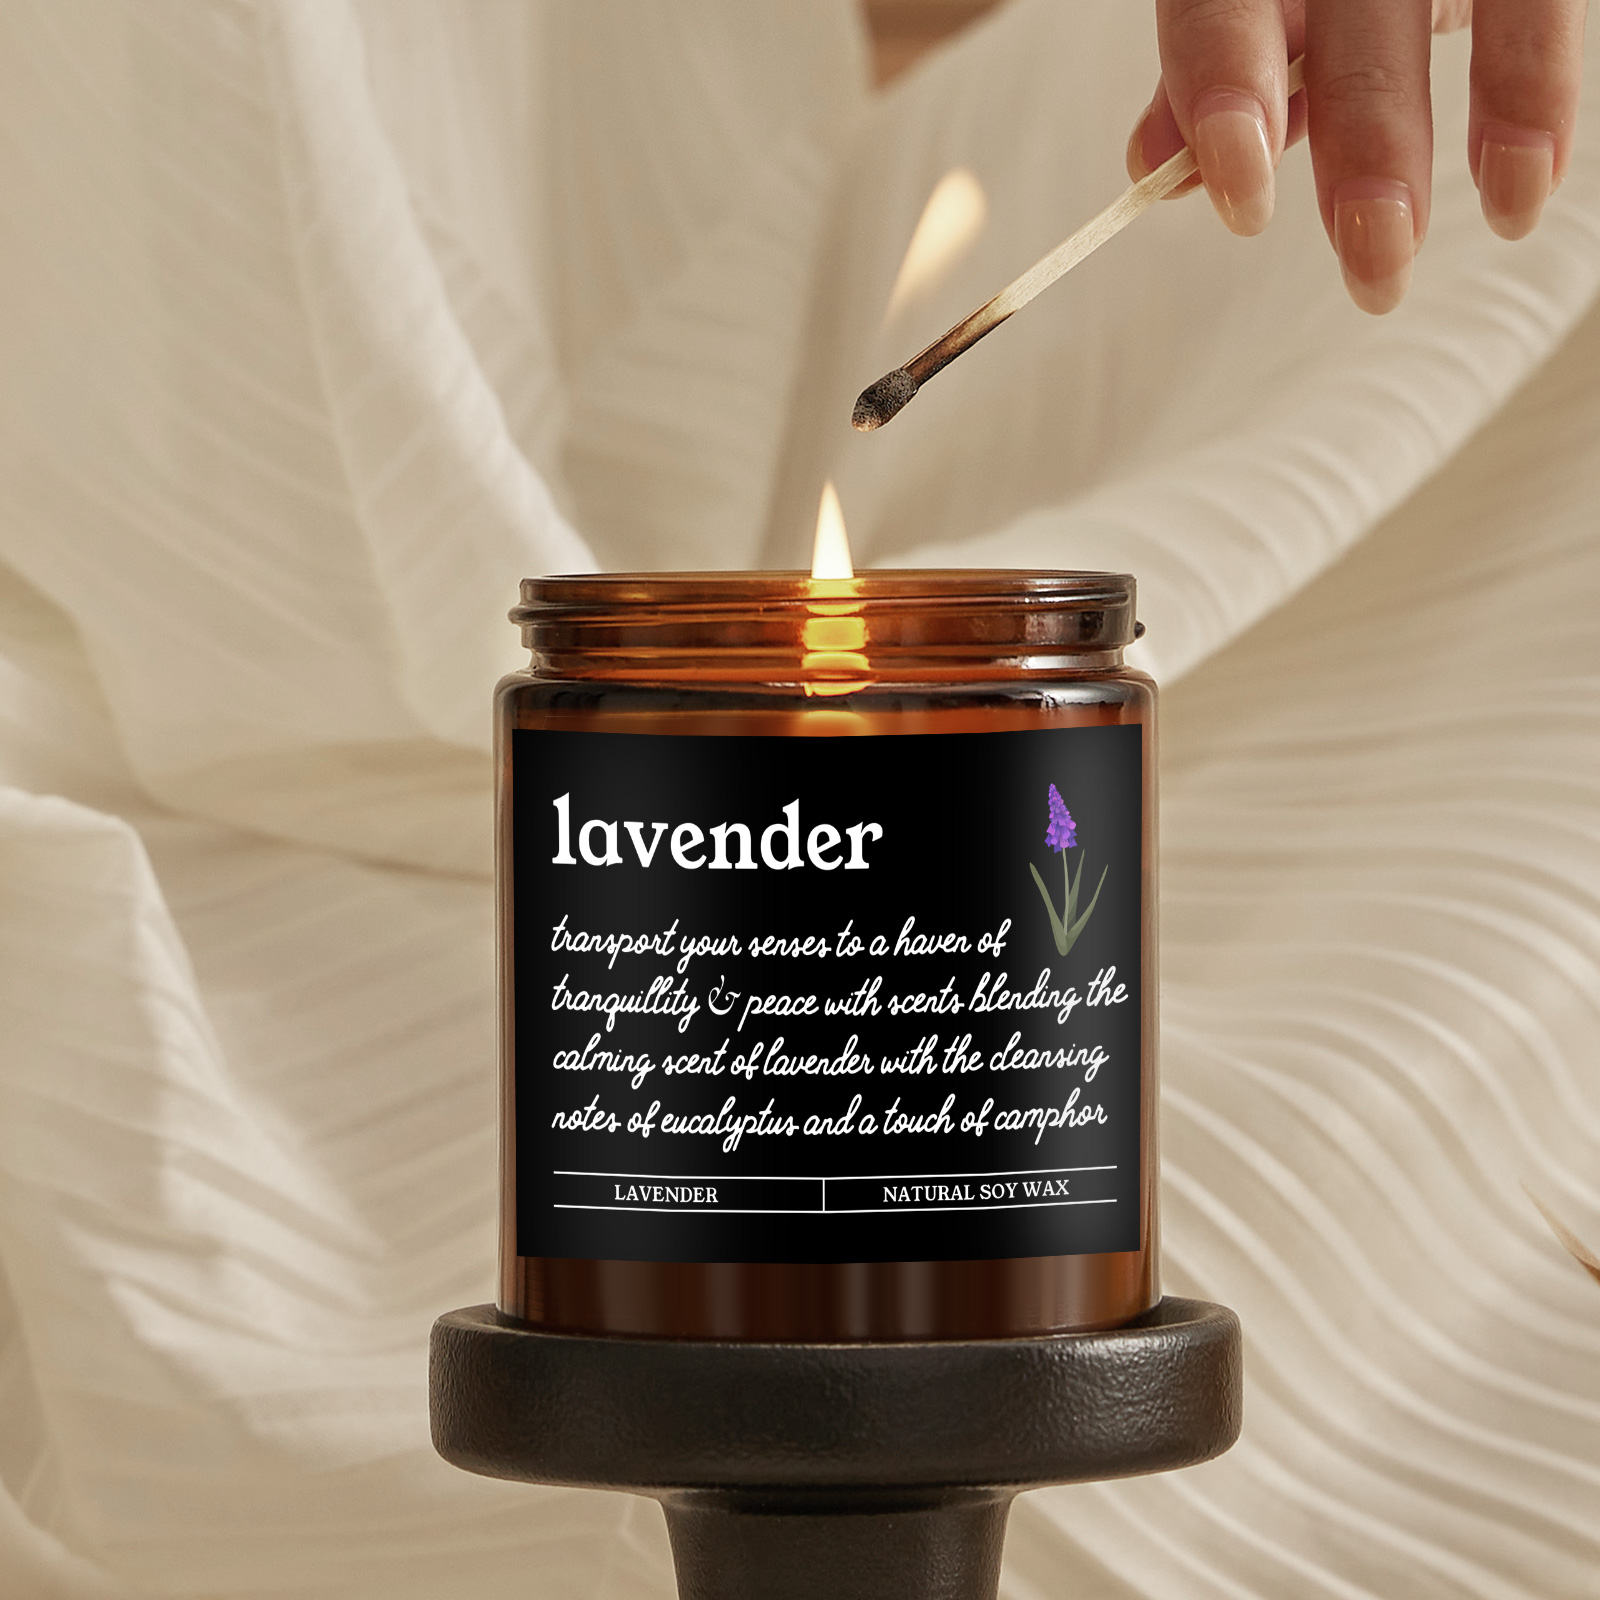 lavender
transport your senses to a haven of
tranquillity & peace with scents blending the
calming scent of lavender with the cleansing
notes of eucalyptus and a touch of camphor
LAVENDER
NATURAL SOY WAX